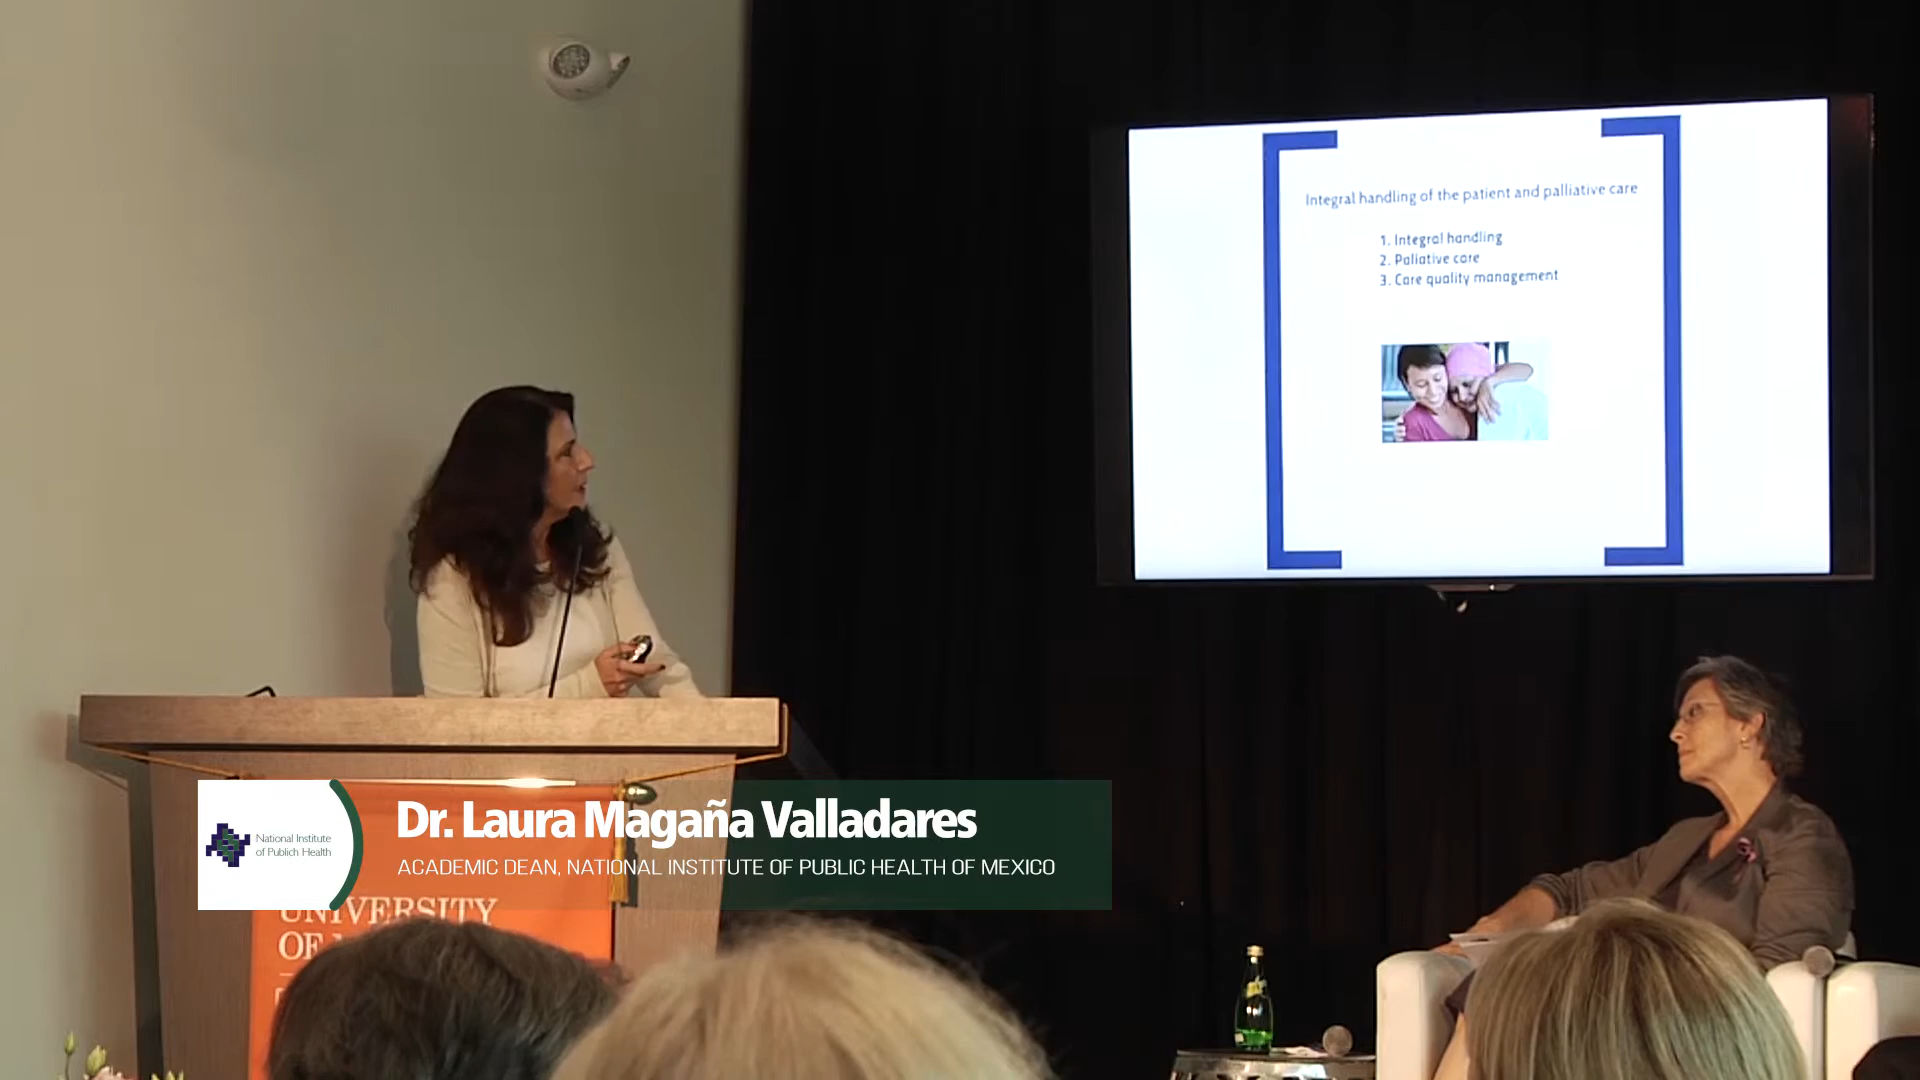 Integral handling of the patient and palliative care
1. Integral handling
2. Paliative care
3. Care quality management
National Institute
of Publich Health
Dr. Laura Magaña Valladares
ACADEMIC DEAN, NATIONAL INSTITUTE OF PUBLIC HEALTH OF MEXICO
UNIVERSITY
OF